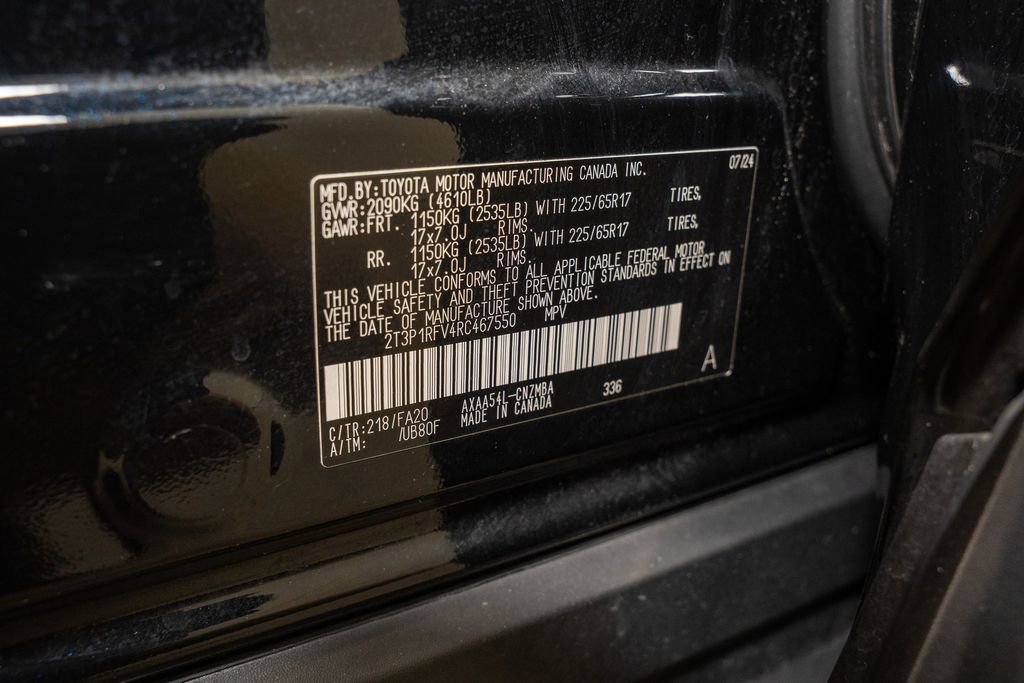 07/24
MFD.BY:TOYOTA MOTOR MANUFACTURING CANADA INC.
GVWR:2090KG (4610LB)
GAWR:FRT. 1150KG (2535LB) WITH 225/65R17 TIRES,
17x7.0J RIMS.
RR. 1150KG (2535LB) WITH 225/65R17 TIRES,
17x7.0J RIMS.
THIS VEHICLE CONFORMS TO ALL APPLICABLE FEDERAL MOTOR
VEHICLE SAFETY AND THEFT PREVENTION STANDARDS IN EFFECT ON
THE DATE OF MANUFACTURE SHOWN ABOVE.
2T3P1RFV4RC467550 MPV
A
C/TR:218/FA20 AXAA54L-CNZMBA 336
A/TM: /UB80F MADE IN CANADA